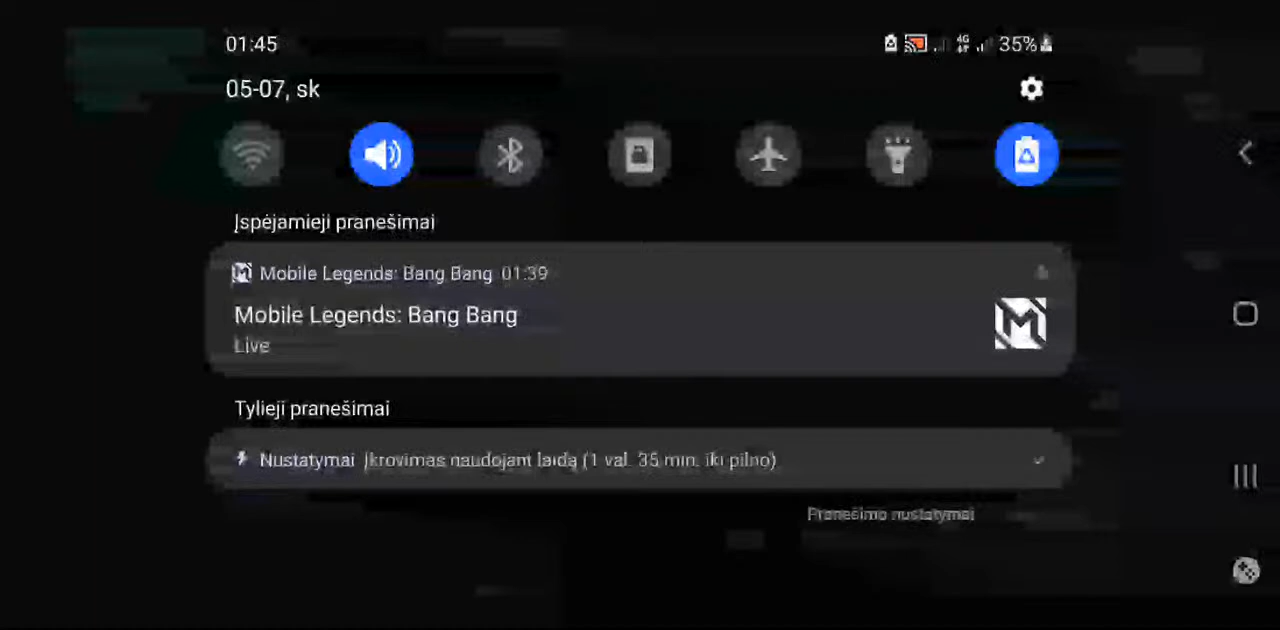 01:45
4G 35%
05-07, sk
Įspėjamieji pranešimai
Mobile Legends: Bang Bang 01:39
Mobile Legends: Bang Bang
Live
Tylieji pranešimai
Nustatymai Įkrovimas naudojant laidą (1 val. 35 min. iki pilno)
Pranešimo nustatymai